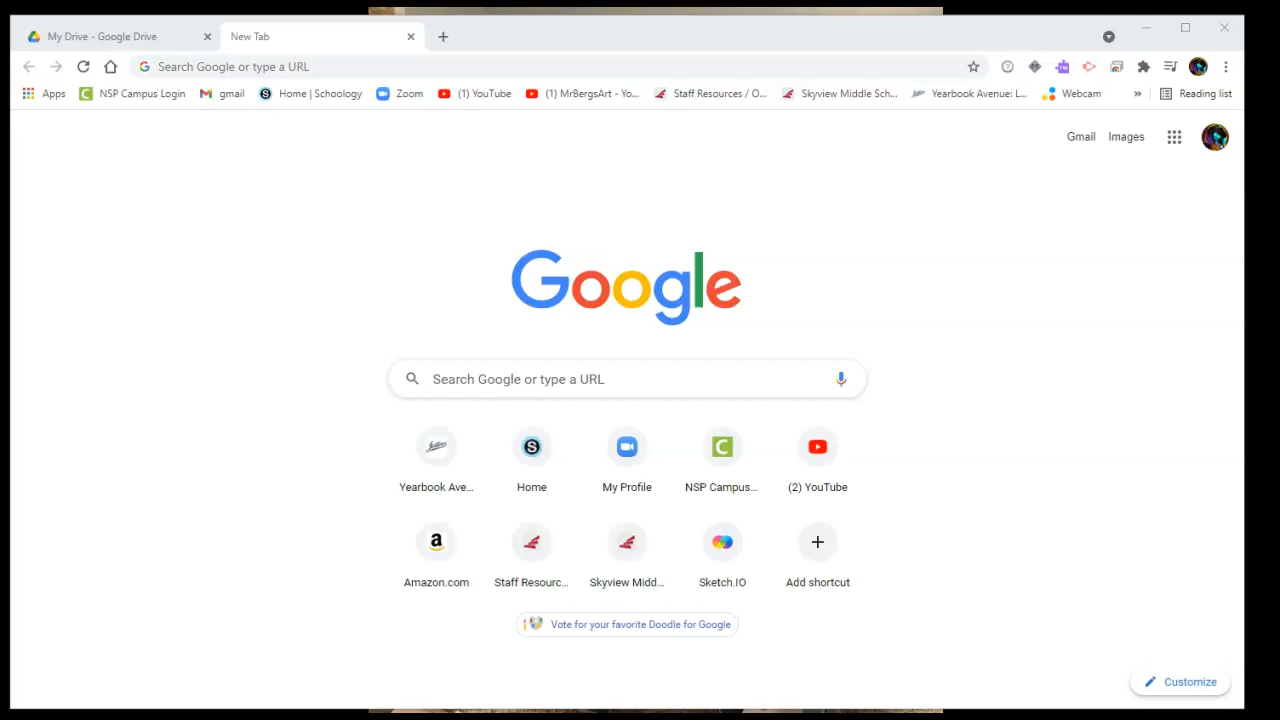 My Drive - Google Drive
New Tab
Search Google or type a URL
Apps
NSP Campus Login
gmail
Home | Schoology
Zoom
(1) YouTube
(1) MrBergsArt - Yo...
Staff Resources / O...
Skyview Middle Sch...
Yearbook Avenue: L...
Webcam
»
Reading list
Gmail
Images
Google
Search Google or type a URL
Yearbook Ave...
Home
My Profile
NSP Campus...
(2) YouTube
Amazon.com
Staff Resourc...
Skyview Midd...
Sketch.IO
Add shortcut
Vote for your favorite Doodle for Google
Customize